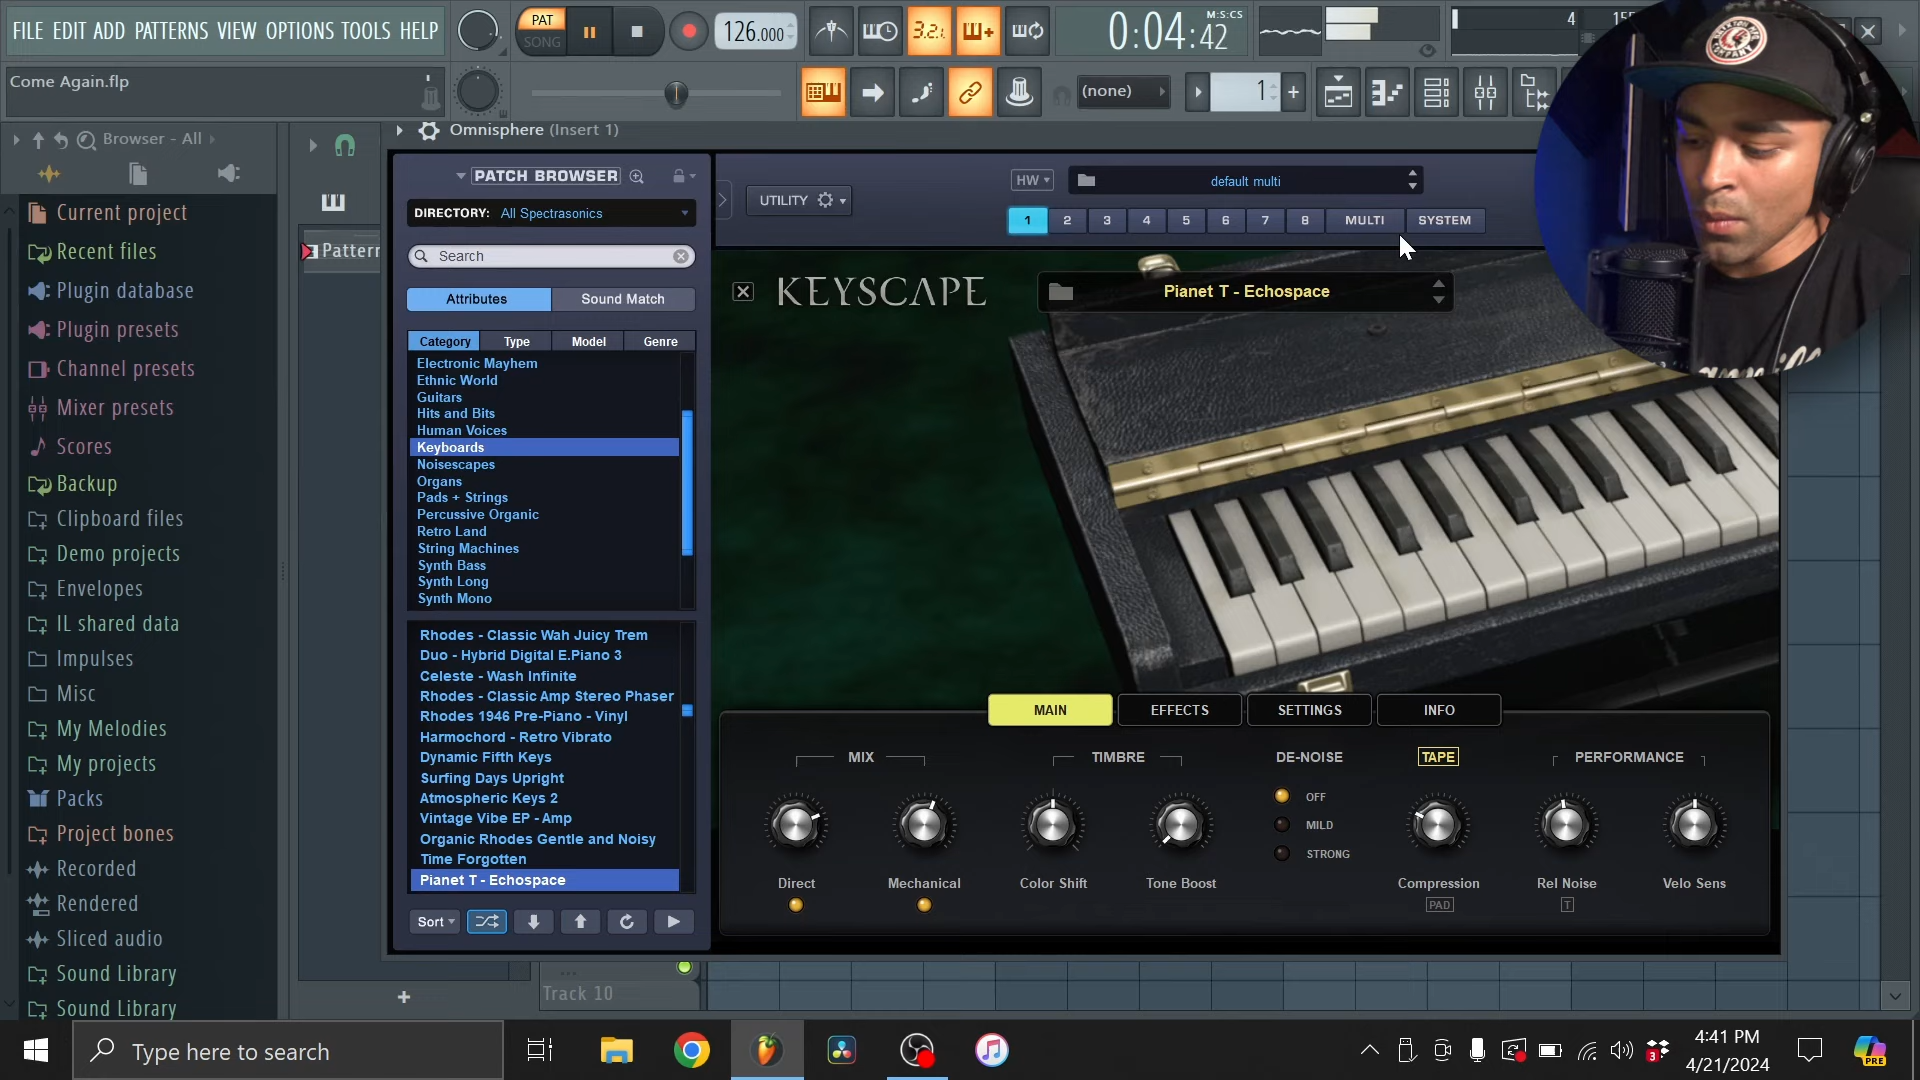 FILE EDIT ADD PATTERNS VIEW OPTIONS TOOLS HELP
PAT
SONG
126.000
3.2.1
M:S:CS
0:04:42
4
Come Again.flp
(none)
1
Browser - All
Omnisphere (Insert 1)
Current project
Recent files
Plugin database
Plugin presets
Channel presets
Mixer presets
Scores
Backup
Clipboard files
Demo projects
Envelopes
IL shared data
Impulses
Misc
My Melodies
My projects
Packs
Project bones
Recorded
Rendered
Sliced audio
Sound Library
Sound Library
Pattern
PATCH BROWSER
DIRECTORY: All Spectrasonics
Search
Attributes
Sound Match
Category
Type
Model
Genre
Electronic Mayhem
Ethnic World
Guitars
Hits and Bits
Human Voices
Keyboards
Noisescapes
Organs
Pads + Strings
Percussive Organic
Retro Land
String Machines
Synth Bass
Synth Long
Synth Mono
Rhodes - Classic Wah Juicy Trem
Duo - Hybrid Digital E.Piano 3
Celeste - Wash Infinite
Rhodes - Classic Amp Stereo Phaser
Rhodes 1946 Pre-Piano - Vinyl
Harmochord - Retro Vibrato
Dynamic Fifth Keys
Surfing Days Upright
Atmospheric Keys 2
Vintage Vibe EP - Amp
Organic Rhodes Gentle and Noisy
Time Forgotten
Pianet T - Echospace
Sort
UTILITY
HW
default multi
1 2 3 4 5 6 7 8 MULTI SYSTEM
KEYSCAPE
Pianet T - Echospace
MAIN
EFFECTS
SETTINGS
INFO
MIX
TIMBRE
DE-NOISE
TAPE
PERFORMANCE
OFF
MILD
STRONG
Direct
Mechanical
Color Shift
Tone Boost
Compression
Rel Noise
Velo Sens
PAD
T
Track 10
Type here to search
3
4:41 PM
4/21/2024
PRE